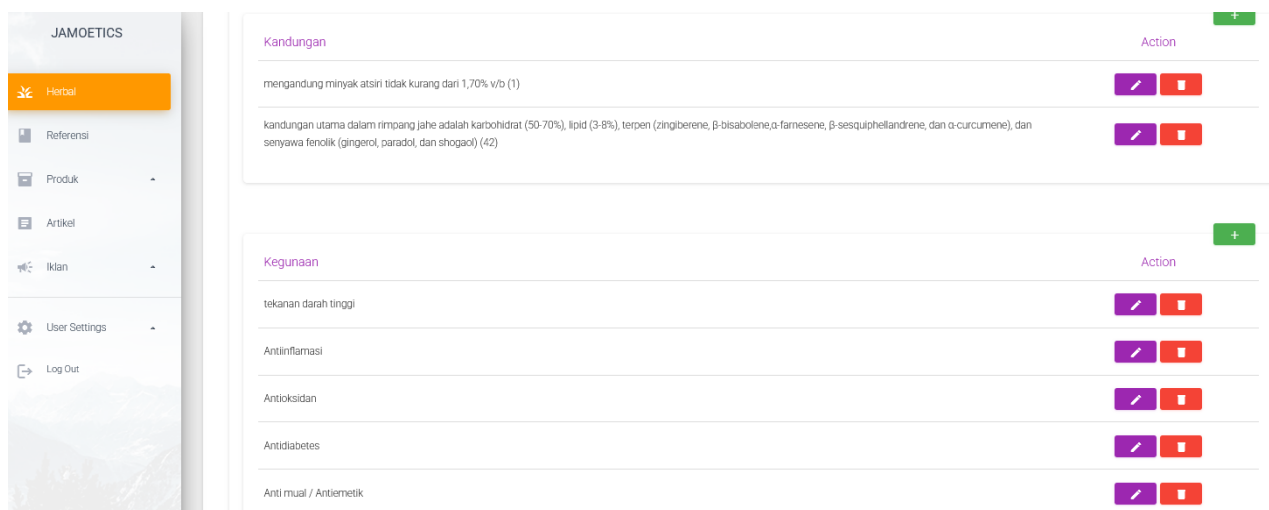 JAMOETICS
Herbal
Referensi
Produk
Artikel
Iklan
User Settings
Log Out
+
Kandungan Action
mengandung minyak atsiri tidak kurang dari 1,70% v/b (1)
kandungan utama dalam rimpang jahe adalah karbohidrat (50-70%), lipid (3-8%), terpen (zingiberene, β-bisabolene,α-farnesene, β-sesquiphellandrene, dan α-curcumene), dan
senyawa fenolik (gingerol, paradol, dan shogaol) (42)
+
Kegunaan Action
tekanan darah tinggi
Antiinflamasi
Antioksidan
Antidiabetes
Anti mual / Antiemetik